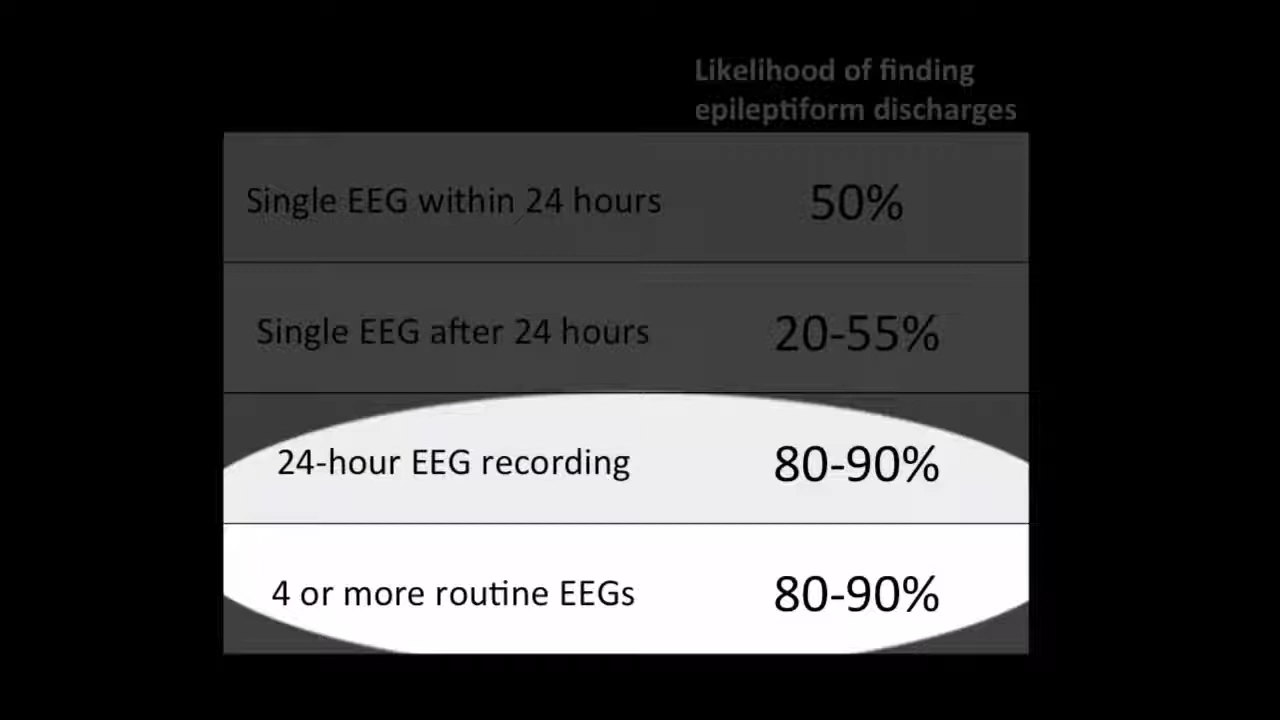 Likelihood of finding
epileptiform discharges
Single EEG within 24 hours 50%
Single EEG after 24 hours 20-55%
24-hour EEG recording 80-90%
4 or more routine EEGs 80-90%